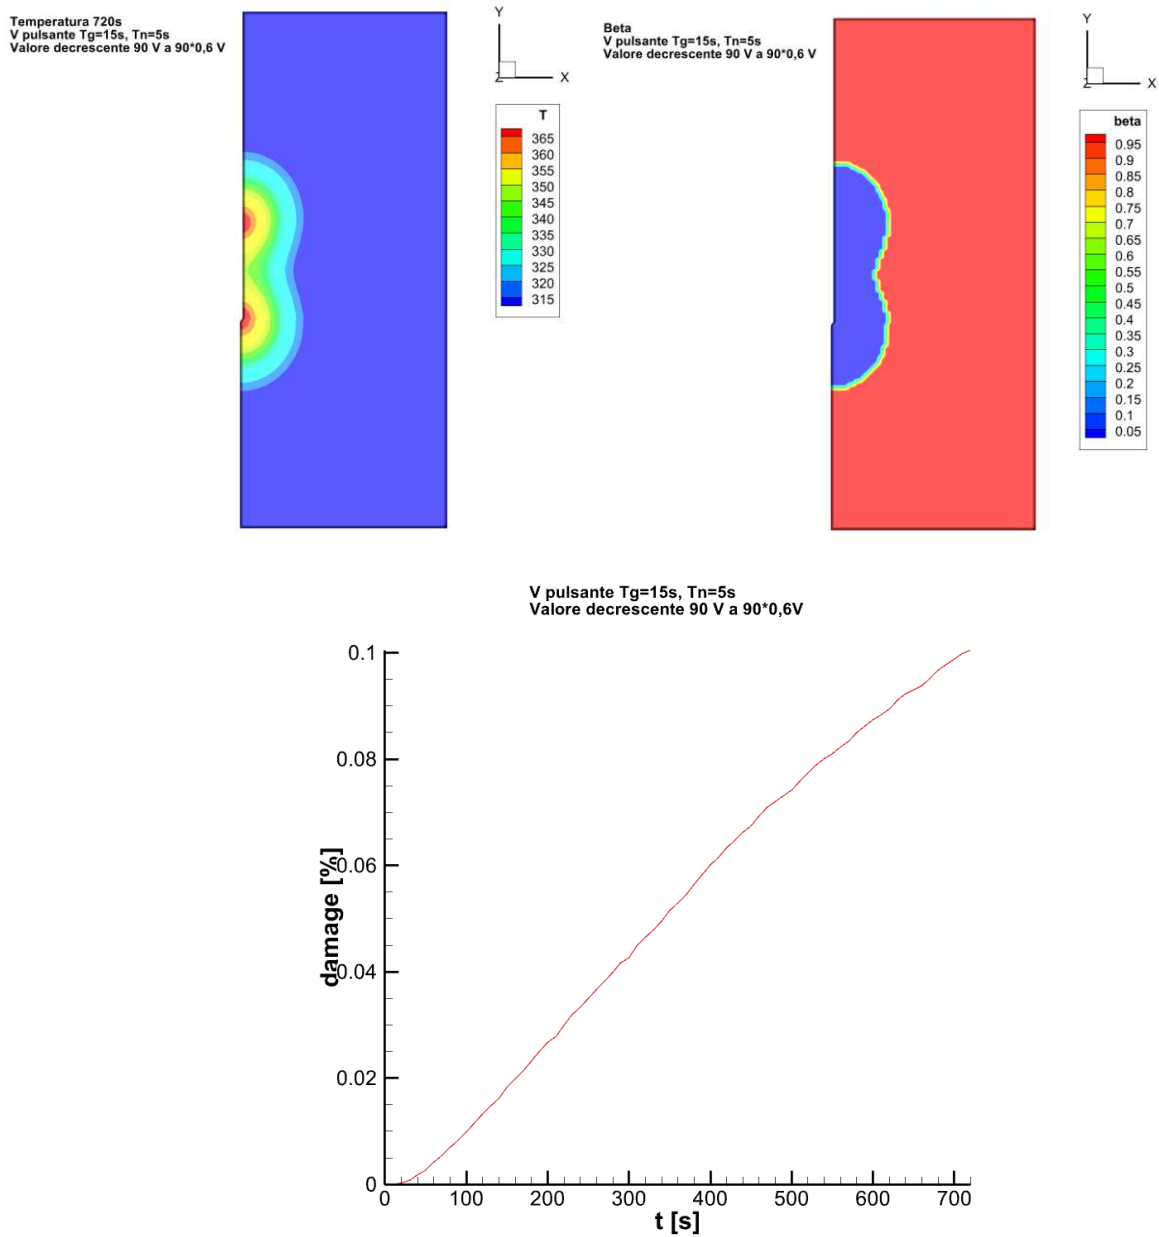 Temperatura 720s
V pulsante Tg=15s, Tn=5s
Valore decrescente 90 V a 90*0,6 V
Y
X
Z
T
365
360
355
350
345
340
335
330
325
320
315
Beta
V pulsante Tg=15s, Tn=5s
Valore decrescente 90 V a 90*0,6 V
Y
X
Z
beta
0.95
0.9
0.85
0.8
0.75
0.7
0.65
0.6
0.55
0.5
0.45
0.4
0.35
0.3
0.25
0.2
0.15
0.1
0.05
V pulsante Tg=15s, Tn=5s
Valore decrescente 90 V a 90*0,6V
damage [%]
0.1
0.08
0.06
0.04
0.02
0
0 100 200 300 400 500 600 700
t [s]